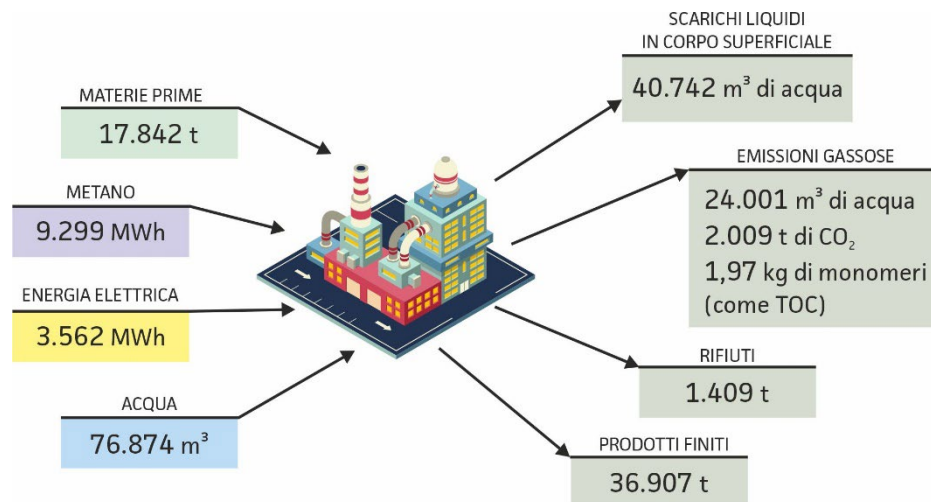 MATERIE PRIME
17.842 t
METANO
9.299 MWh
ENERGIA ELETTRICA
3.562 MWh
ACQUA
76.874 m³
SCARICHI LIQUIDI
IN CORPO SUPERFICIALE
40.742 m³ di acqua
EMISSIONI GASSOSE
24.001 m³ di acqua
2.009 t di CO₂
1,97 kg di monomeri
(come TOC)
RIFIUTI
1.409 t
PRODOTTI FINITI
36.907 t